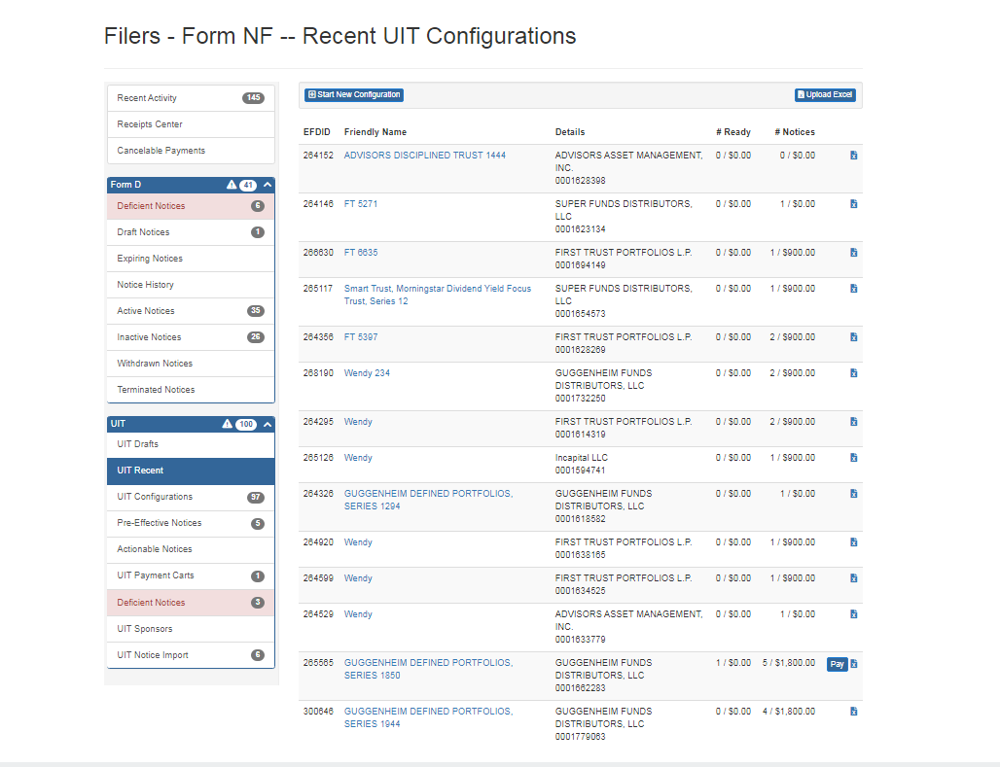 Filers - Form NF -- Recent UIT Configurations
Recent Activity 145
Receipts Center
Cancelable Payments
Form D 41
Deficient Notices 6
Draft Notices 1
Expiring Notices
Notice History
Active Notices 35
Inactive Notices 26
Withdrawn Notices
Terminated Notices
UIT 100
UIT Drafts
UIT Recent
UIT Configurations 97
Pre-Effective Notices 5
Actionable Notices
UIT Payment Carts 1
Deficient Notices 3
UIT Sponsors
UIT Notice Import 6
Start New Configuration Upload Excel
EFDID Friendly Name Details # Ready # Notices
264152 ADVISORS DISCIPLINED TRUST 1444 ADVISORS ASSET MANAGEMENT, 0 / $0.00 0 / $0.00
INC.
0001628398
264146 FT 5271 SUPER FUNDS DISTRIBUTORS, 0 / $0.00 1 / $0.00
LLC
0001623134
266630 FT 6635 FIRST TRUST PORTFOLIOS L.P. 0 / $0.00 1 / $900.00
0001694149
265117 Smart Trust, Morningstar Dividend Yield Focus SUPER FUNDS DISTRIBUTORS, 0 / $0.00 1 / $900.00
Trust, Series 12 LLC
0001654573
264356 FT 5397 FIRST TRUST PORTFOLIOS L.P. 0 / $0.00 2 / $900.00
0001628269
268190 Wendy 234 GUGGENHEIM FUNDS 0 / $0.00 2 / $900.00
DISTRIBUTORS, LLC
0001732250
264295 Wendy FIRST TRUST PORTFOLIOS L.P. 0 / $0.00 2 / $900.00
0001614319
265126 Wendy Incapital LLC 0 / $0.00 1 / $900.00
0001594741
264326 GUGGENHEIM DEFINED PORTFOLIOS, GUGGENHEIM FUNDS 0 / $0.00 1 / $0.00
SERIES 1294 DISTRIBUTORS, LLC
0001618582
264920 Wendy FIRST TRUST PORTFOLIOS L.P. 0 / $0.00 1 / $900.00
0001638165
264599 Wendy FIRST TRUST PORTFOLIOS L.P. 0 / $0.00 1 / $900.00
0001634525
264529 Wendy ADVISORS ASSET MANAGEMENT, 0 / $0.00 1 / $0.00
INC.
0001633779
265565 GUGGENHEIM DEFINED PORTFOLIOS, GUGGENHEIM FUNDS 1 / $0.00 5 / $1,800.00 Pay
SERIES 1850 DISTRIBUTORS, LLC
0001662283
300646 GUGGENHEIM DEFINED PORTFOLIOS, GUGGENHEIM FUNDS 0 / $0.00 4 / $1,800.00
SERIES 1944 DISTRIBUTORS, LLC
0001779063